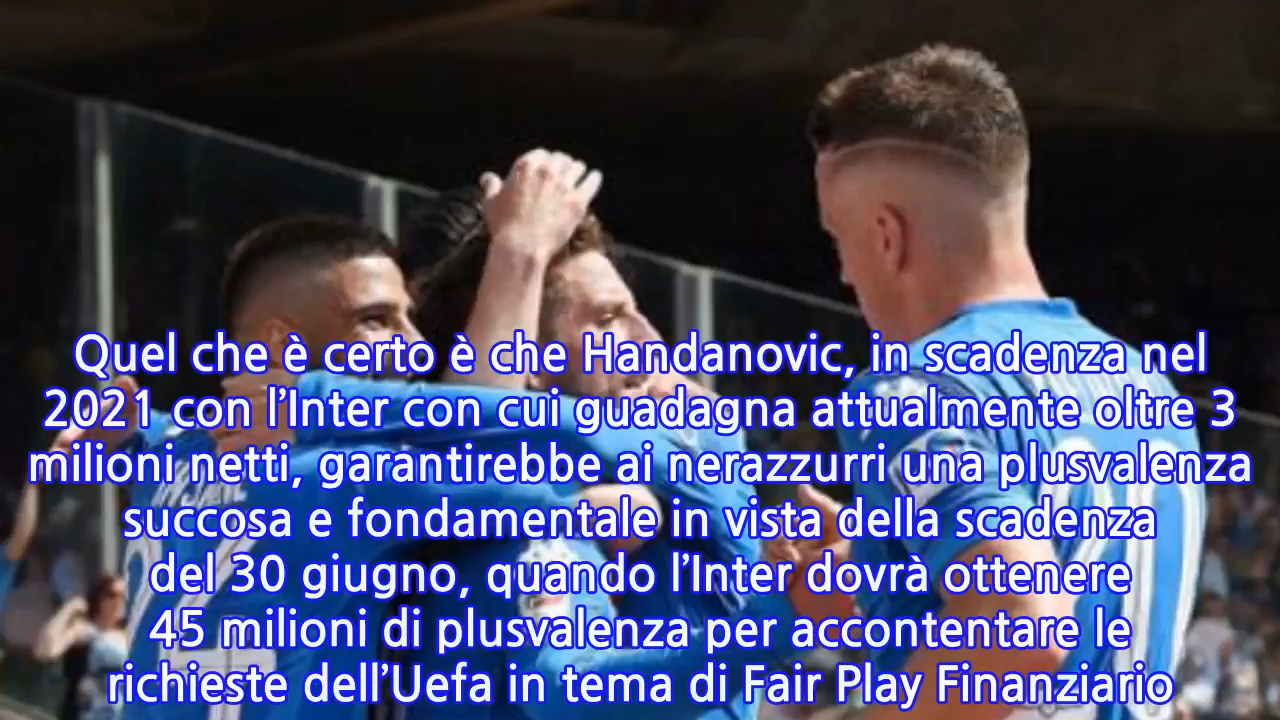 Quel che è certo è che Handanovic, in scadenza nel
2021 con l’Inter con cui guadagna attualmente oltre 3
milioni netti, garantirebbe ai nerazzurri una plusvalenza
succosa e fondamentale in vista della scadenza
del 30 giugno, quando l’Inter dovrà ottenere
45 milioni di plusvalenza per accontentare le
richieste dell’Uefa in tema di Fair Play Finanziario